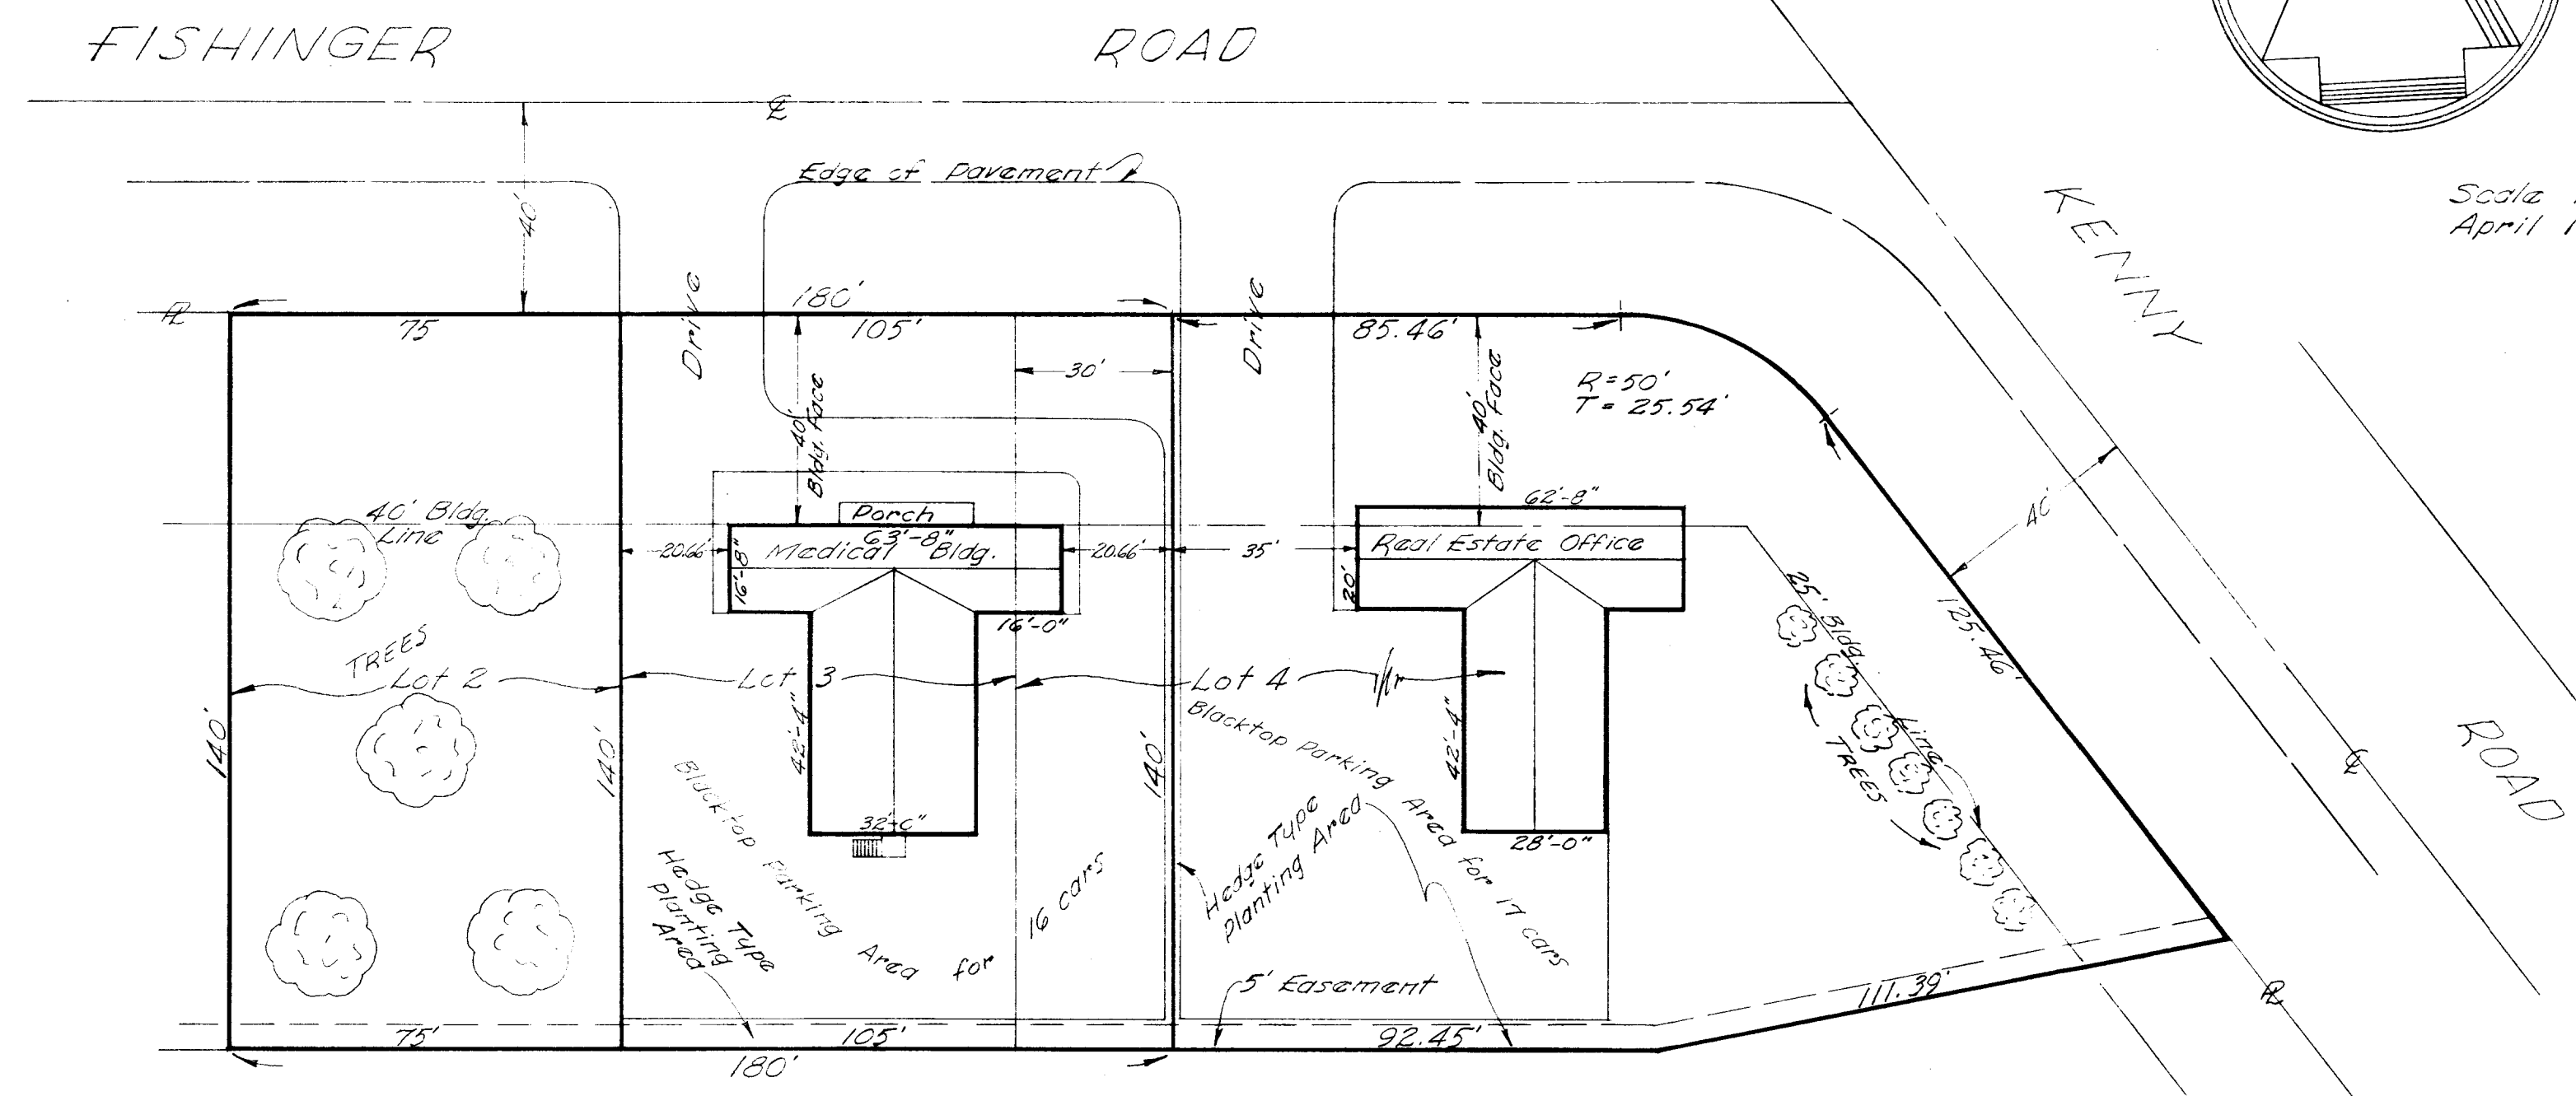 FISHINGER ROAD
℄
Edge of Pavement
40'
KENNY
Scale
April 1
Drive
180'
Drive
℄
75
105'
85.46'
30'
40'
Bldg. Face
40'
Bldg. Face
R=50'
T = 25.54'
40' Bldg.
Line
Porch
63'-8"
Medical Bldg.
62'-8"
Real Estate Office
20.66'
16'-8"
20.66'
35'
20'
40'
16'-0"
125.46'
25' Bldg.
Line
TREES
Lot 2
Lot 3
Lot 4
140'
140'
42'-4"
140'
42'-4"
Blacktop Parking Area for 17 cars
TREES
ROAD
Blacktop Parking Area for 16 cars
32'-0"
28'-0"
Hedge Type
Planting
Area
Hedge Type
Planting Area
5' Easement
111.39'
75'
105'
92.45'
180'